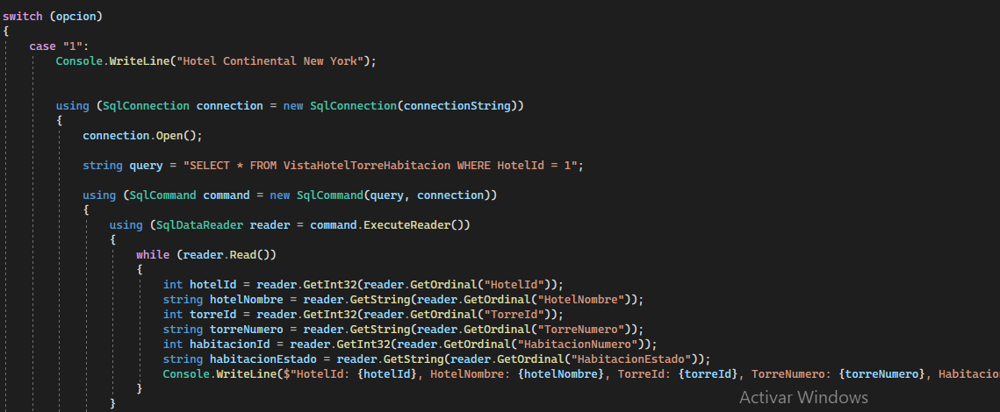 switch (opcion)
{
case "1":
Console.WriteLine("Hotel Continental New York");
using (SqlConnection connection = new SqlConnection(connectionString))
{
connection.Open();
string query = "SELECT * FROM VistaHotelTorreHabitacion WHERE HotelId = 1";
using (SqlCommand command = new SqlCommand(query, connection))
{
using (SqlDataReader reader = command.ExecuteReader())
{
while (reader.Read())
{
int hotelId = reader.GetInt32(reader.GetOrdinal("HotelId"));
string hotelNombre = reader.GetString(reader.GetOrdinal("HotelNombre"));
int torreId = reader.GetInt32(reader.GetOrdinal("TorreId"));
string torreNumero = reader.GetString(reader.GetOrdinal("TorreNumero"));
int habitacionId = reader.GetInt32(reader.GetOrdinal("HabitacionNumero"));
string habitacionEstado = reader.GetString(reader.GetOrdinal("HabitacionEstado"));
Console.WriteLine($"HotelId: {hotelId}, HotelNombre: {hotelNombre}, TorreId: {torreId}, TorreNumero: {torreNumero}, Habitacio
}
Activar Windows
}